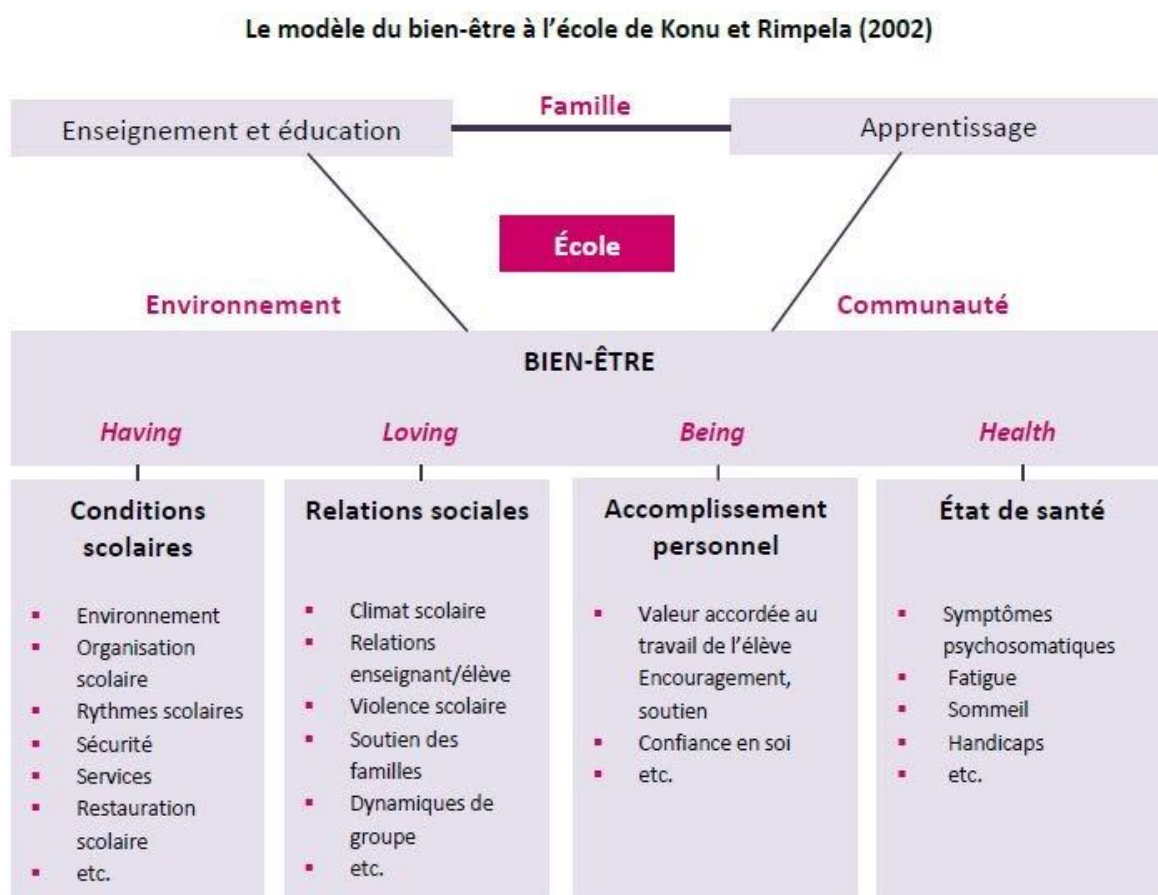 Le modèle du bien-être à l'école de Konu et Rimpela (2002)
Famille
Enseignement et éducation
Apprentissage
École
Environnement
Communauté
BIEN-ÊTRE
Having
Loving
Being
Health
Conditions
scolaires
▪ Environnement
▪ Organisation
scolaire
▪ Rythmes scolaires
▪ Sécurité
▪ Services
▪ Restauration
scolaire
▪ etc.
Relations sociales
▪ Climat scolaire
▪ Relations
enseignant/élève
▪ Violence scolaire
▪ Soutien des
familles
▪ Dynamiques de
groupe
▪ etc.
Accomplissement
personnel
▪ Valeur accordée au
travail de l'élève
Encouragement,
soutien
▪ Confiance en soi
▪ etc.
État de santé
▪ Symptômes
psychosomatiques
▪ Fatigue
▪ Sommeil
▪ Handicaps
▪ etc.